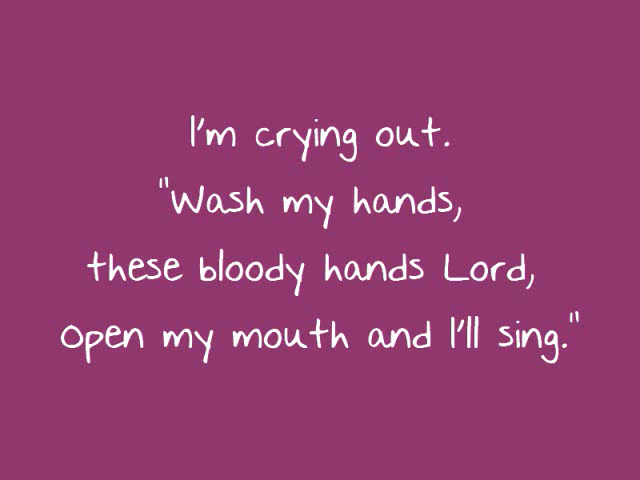 I'm crying out.
"Wash my hands,
these bloody hands Lord,
open my mouth and I'll sing."